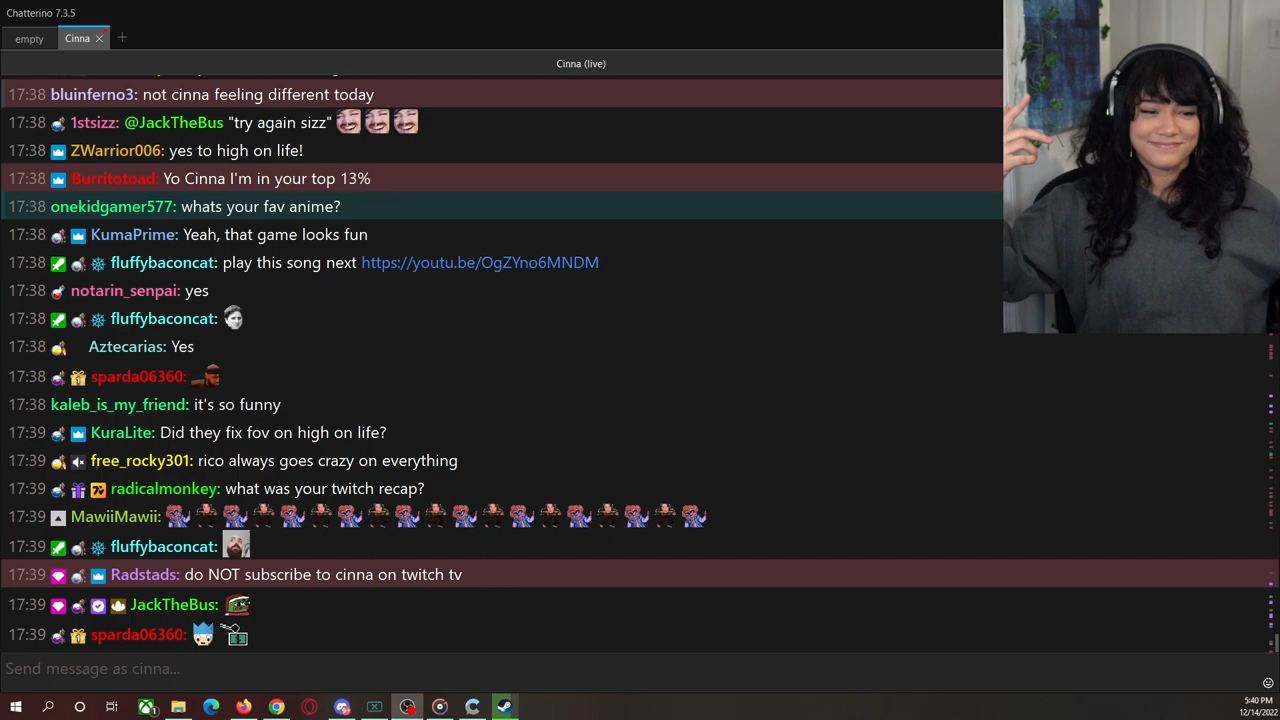 Chatterino 7.3.5
empty
Cinna
Cinna (live)
17:38 bluinferno3: not cinna feeling different today
17:38 1stsizz: @JackTheBus "try again sizz"
17:38 ZWarrior006: yes to high on life!
17:38 Burritotoad: Yo Cinna I'm in your top 13%
17:38 onekidgamer577: whats your fav anime?
17:38 KumaPrime: Yeah, that game looks fun
17:38 fluffybaconcat: play this song next https://youtu.be/OgZYno6MNDM
17:38 notarin_senpai: yes
17:38 fluffybaconcat:
17:38 Aztecarias: Yes
17:38 sparda06360:
17:38 kaleb_is_my_friend: it's so funny
17:39 KuraLite: Did they fix fov on high on life?
17:39 free_rocky301: rico always goes crazy on everything
17:39 radicalmonkey: what was your twitch recap?
17:39 MawiiMawii:
17:39 fluffybaconcat:
17:39 Radstads: do NOT subscribe to cinna on twitch tv
17:39 JackTheBus:
17:39 sparda06360:
Send message as cinna...
5:40 PM
12/14/2022